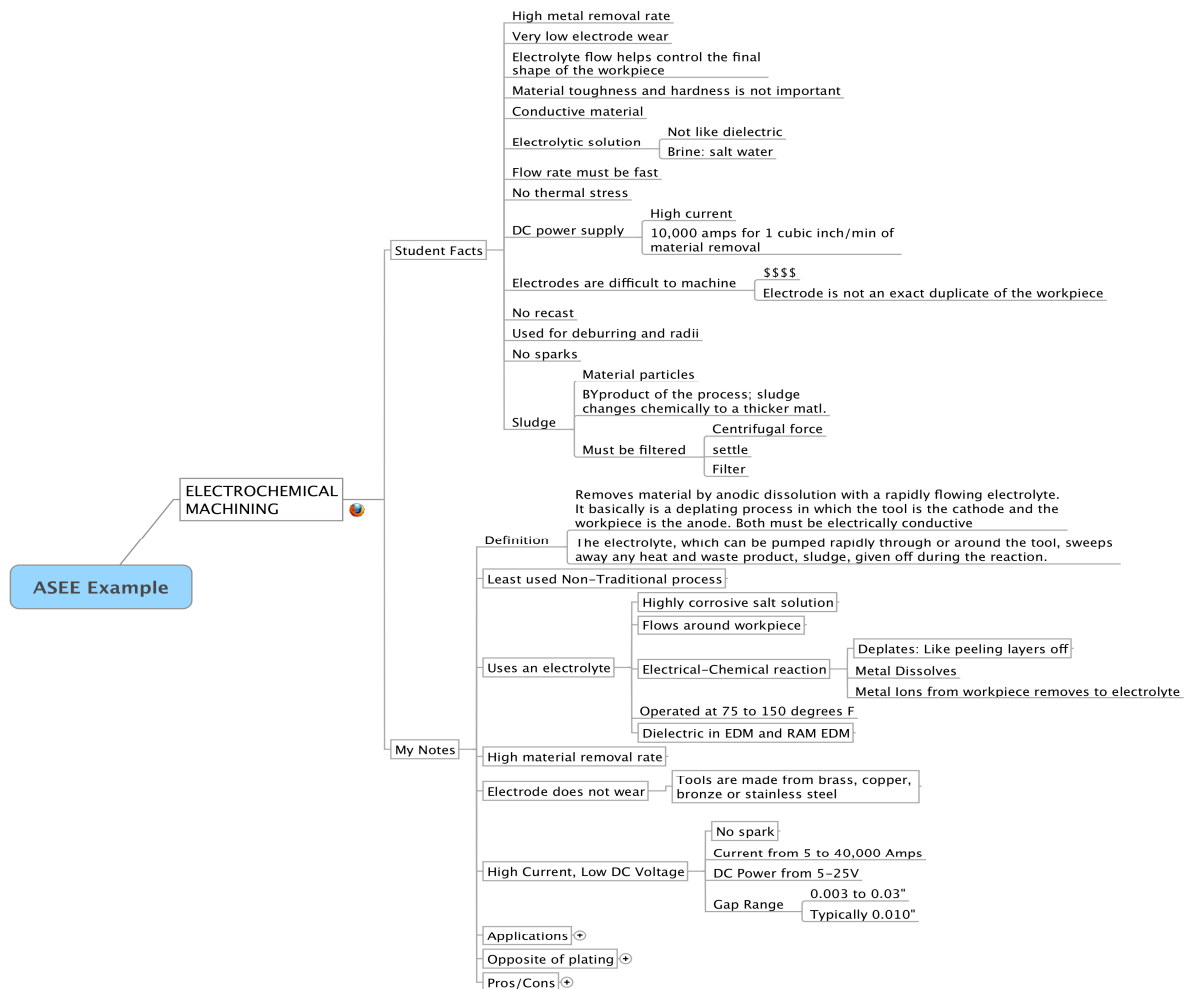 High metal removal rate
Very low electrode wear
Electrolyte flow helps control the final
shape of the workpiece
Material toughness and hardness is not important
Conductive material
Electrolytic solution
Not like dielectric
Brine: salt water
Flow rate must be fast
No thermal stress
DC power supply
High current
10,000 amps for 1 cubic inch/min of
material removal
Student Facts
Electrodes are difficult to machine
$$$$
Electrode is not an exact duplicate of the workpiece
No recast
Used for deburring and radii
No sparks
Sludge
Material particles
BYproduct of the process; sludge
changes chemically to a thicker matl.
Must be filtered
Centrifugal force
settle
Filter
ELECTROCHEMICAL
MACHINING
ASEE Example
Definition
Removes material by anodic dissolution with a rapidly flowing electrolyte.
It basically is a deplating process in which the tool is the cathode and the
workpiece is the anode. Both must be electrically conductive
The electrolyte, which can be pumped rapidly through or around the tool, sweeps
away any heat and waste product, sludge, given off during the reaction.
Least used Non-Traditional process
Uses an electrolyte
Highly corrosive salt solution
Flows around workpiece
Electrical-Chemical reaction
Deplates: Like peeling layers off
Metal Dissolves
Metal Ions from workpiece removes to electrolyte
Operated at 75 to 150 degrees F
Dielectric in EDM and RAM EDM
My Notes
High material removal rate
Electrode does not wear
Tools are made from brass, copper,
bronze or stainless steel
High Current, Low DC Voltage
No spark
Current from 5 to 40,000 Amps
DC Power from 5-25V
Gap Range
0.003 to 0.03"
Typically 0.010"
Applications
Opposite of plating
Pros/Cons